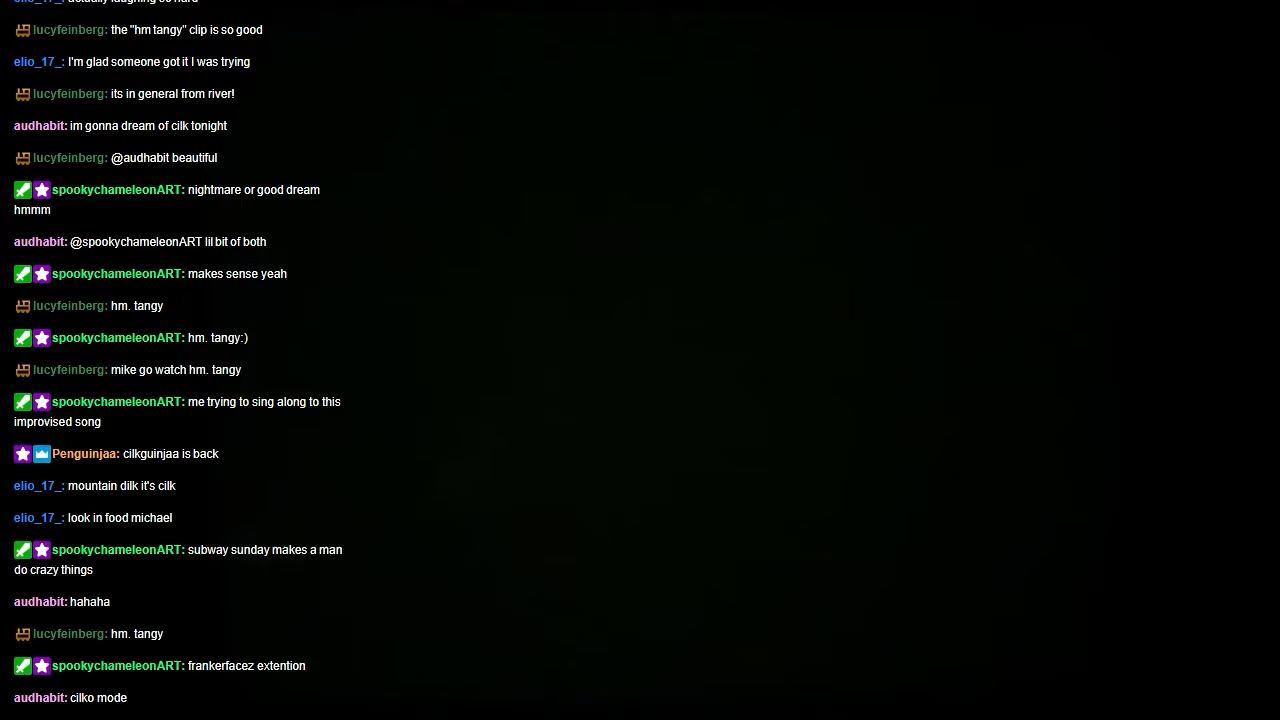 elio_17_: actually laughing so hard
lucyfeinberg: the "hm tangy" clip is so good
elio_17_: I'm glad someone got it I was trying
lucyfeinberg: its in general from river!
audhabit: im gonna dream of cilk tonight
lucyfeinberg: @audhabit beautiful
spookychameleonART: nightmare or good dream
hmmm
audhabit: @spookychameleonART lil bit of both
spookychameleonART: makes sense yeah
lucyfeinberg: hm. tangy
spookychameleonART: hm. tangy:)
lucyfeinberg: mike go watch hm. tangy
spookychameleonART: me trying to sing along to this
improvised song
Penguinjaa: cilkguinjaa is back
elio_17_: mountain dilk it's cilk
elio_17_: look in food michael
spookychameleonART: subway sunday makes a man
do crazy things
audhabit: hahaha
lucyfeinberg: hm. tangy
spookychameleonART: frankerfacez extention
audhabit: cilko mode